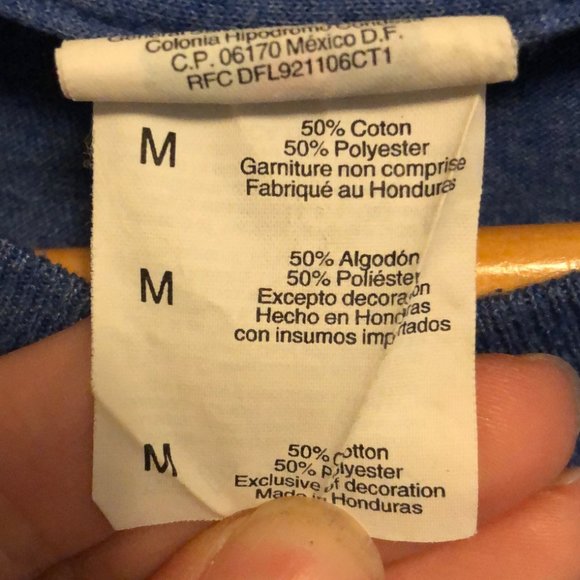 Colonia Hipódromo
C.P. 06170 México D.F.
RFC DFL921106CT1
M
50% Coton
50% Polyester
Garniture non comprise
Fabriqué au Honduras
M
50% Algodón
50% Poliéster
Excepto decoración
Hecho en Honduras
con insumos importados
M
50% Cotton
50% Polyester
Exclusive of decoration
Made in Honduras